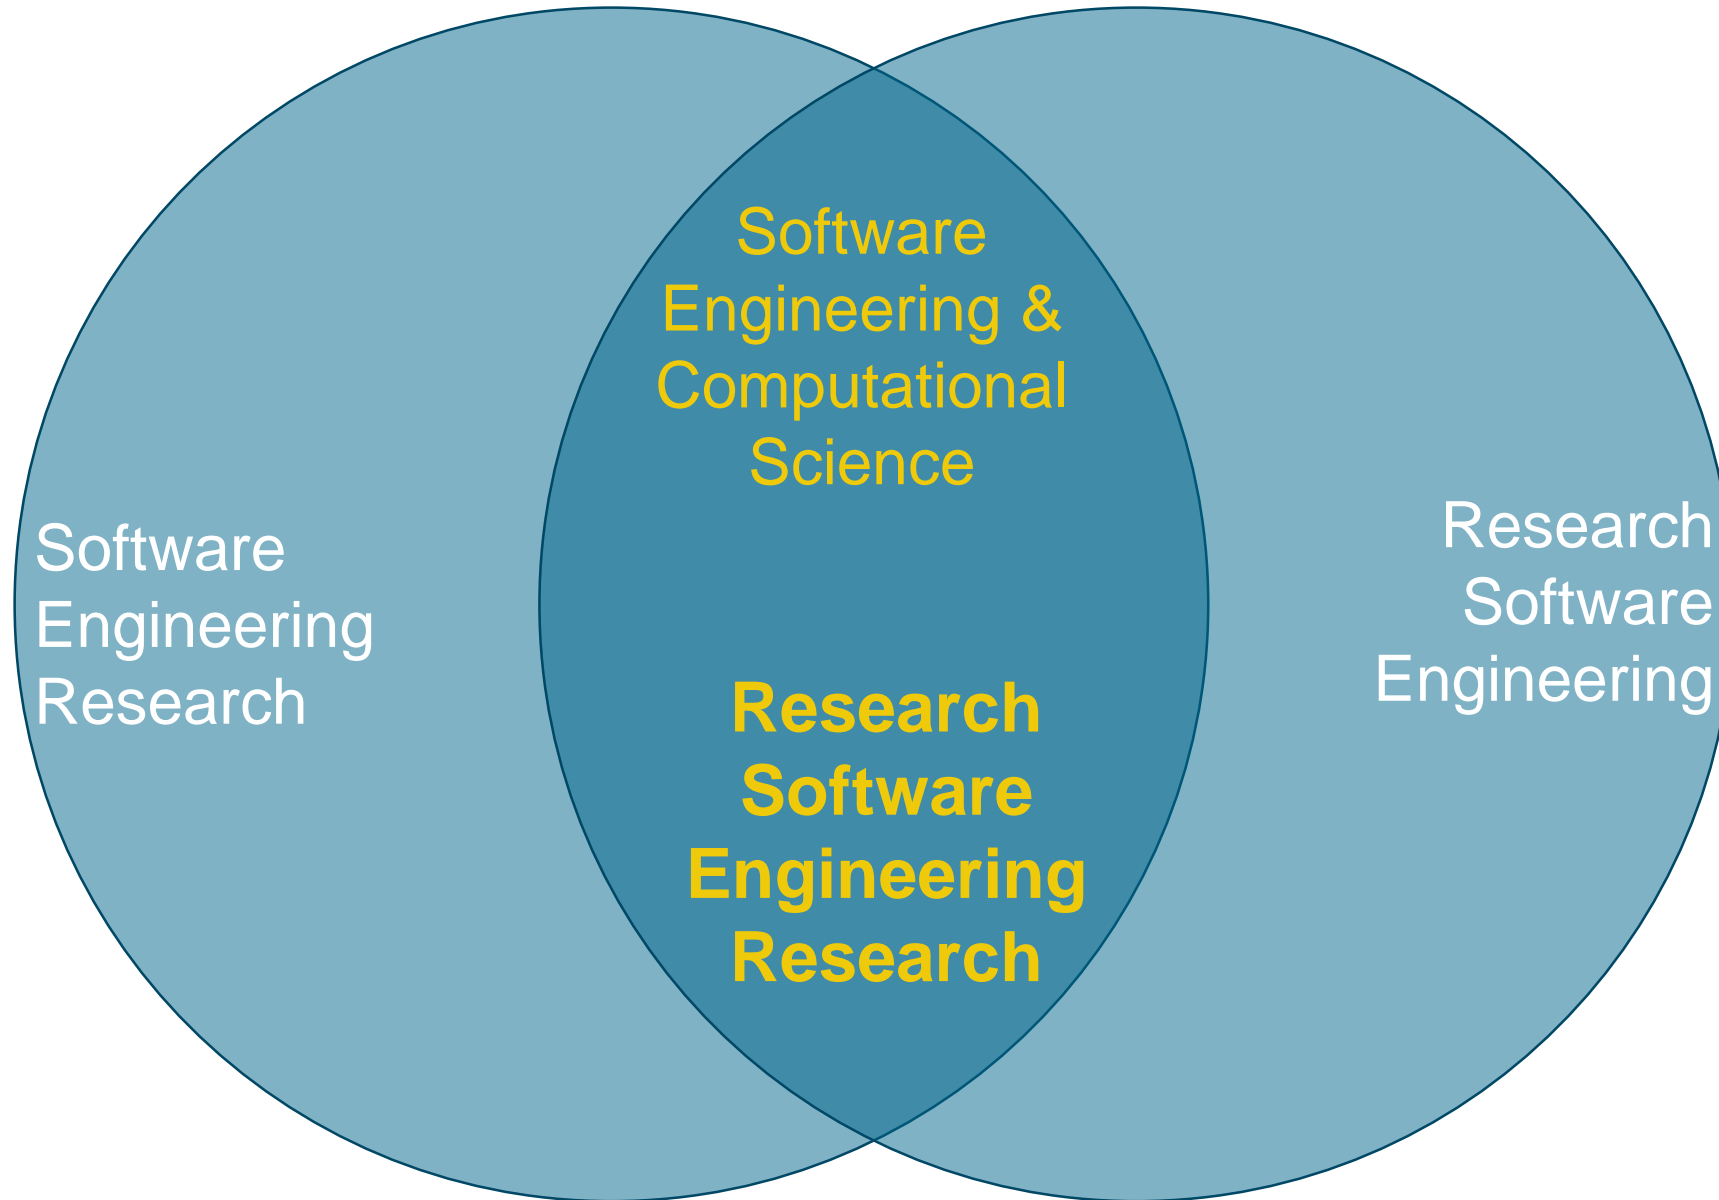 Software
Engineering
Research
Software
Engineering &
Computational
Science
Research
Software
Engineering
Research
Research
Software
Engineering